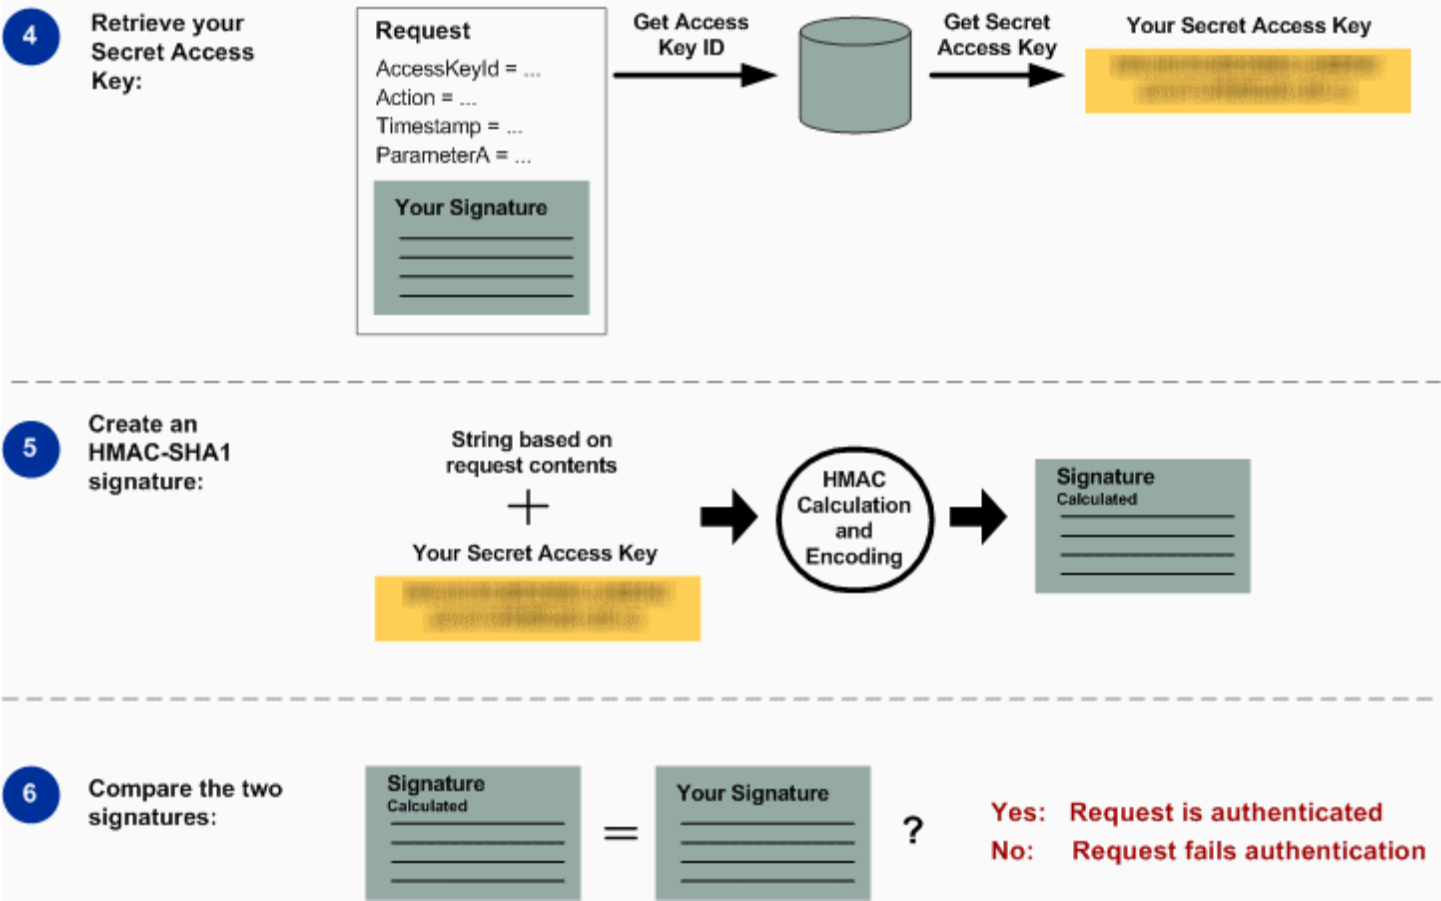 4
Retrieve your
Secret Access
Key:
Request
AccessKeyId = ...
Action = ...
Timestamp = ...
ParameterA = ...
Your Signature
Get Access
Key ID
Get Secret
Access Key
Your Secret Access Key
5
Create an
HMAC-SHA1
signature:
String based on
request contents
+
Your Secret Access Key
HMAC
Calculation
and
Encoding
Signature
Calculated
6
Compare the two
signatures:
Signature
Calculated
=
Your Signature
?
Yes: Request is authenticated
No: Request fails authentication